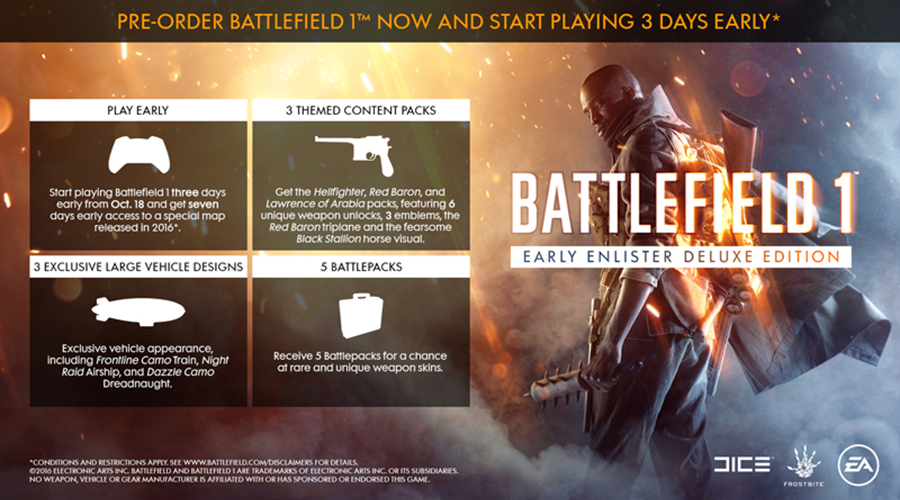 PRE-ORDER BATTLEFIELD 1™ NOW AND START PLAYING 3 DAYS EARLY*
PLAY EARLY
Start playing Battlefield 1 three days
early from Oct. 18 and get seven
days early access to a special map
released in 2016*.
3 THEMED CONTENT PACKS
Get the Hellfighter, Red Baron, and
Lawrence of Arabia packs, featuring 6
unique weapon unlocks, 3 emblems, the
Red Baron triplane and the fearsome
Black Stallion horse visual.
3 EXCLUSIVE LARGE VEHICLE DESIGNS
Exclusive vehicle appearance,
including Frontline Camo Train, Night
Raid Airship, and Dazzle Camo
Dreadnaught.
5 BATTLEPACKS
Receive 5 Battlepacks for a chance
at rare and unique weapon skins.
BATTLEFIELD 1
EARLY ENLISTER DELUXE EDITION
*CONDITIONS AND RESTRICTIONS APPLY. SEE WWW.BATTLEFIELD.COM/DISCLAIMERS FOR DETAILS.
©2016 ELECTRONIC ARTS INC. BATTLEFIELD AND BATTLEFIELD 1 ARE TRADEMARKS OF ELECTRONIC ARTS INC. OR ITS SUBSIDIARIES.
NO WEAPON, VEHICLE OR GEAR MANUFACTURER IS AFFILIATED WITH OR HAS SPONSORED OR ENDORSED THIS GAME.
DICE
FROSTBITE
EA